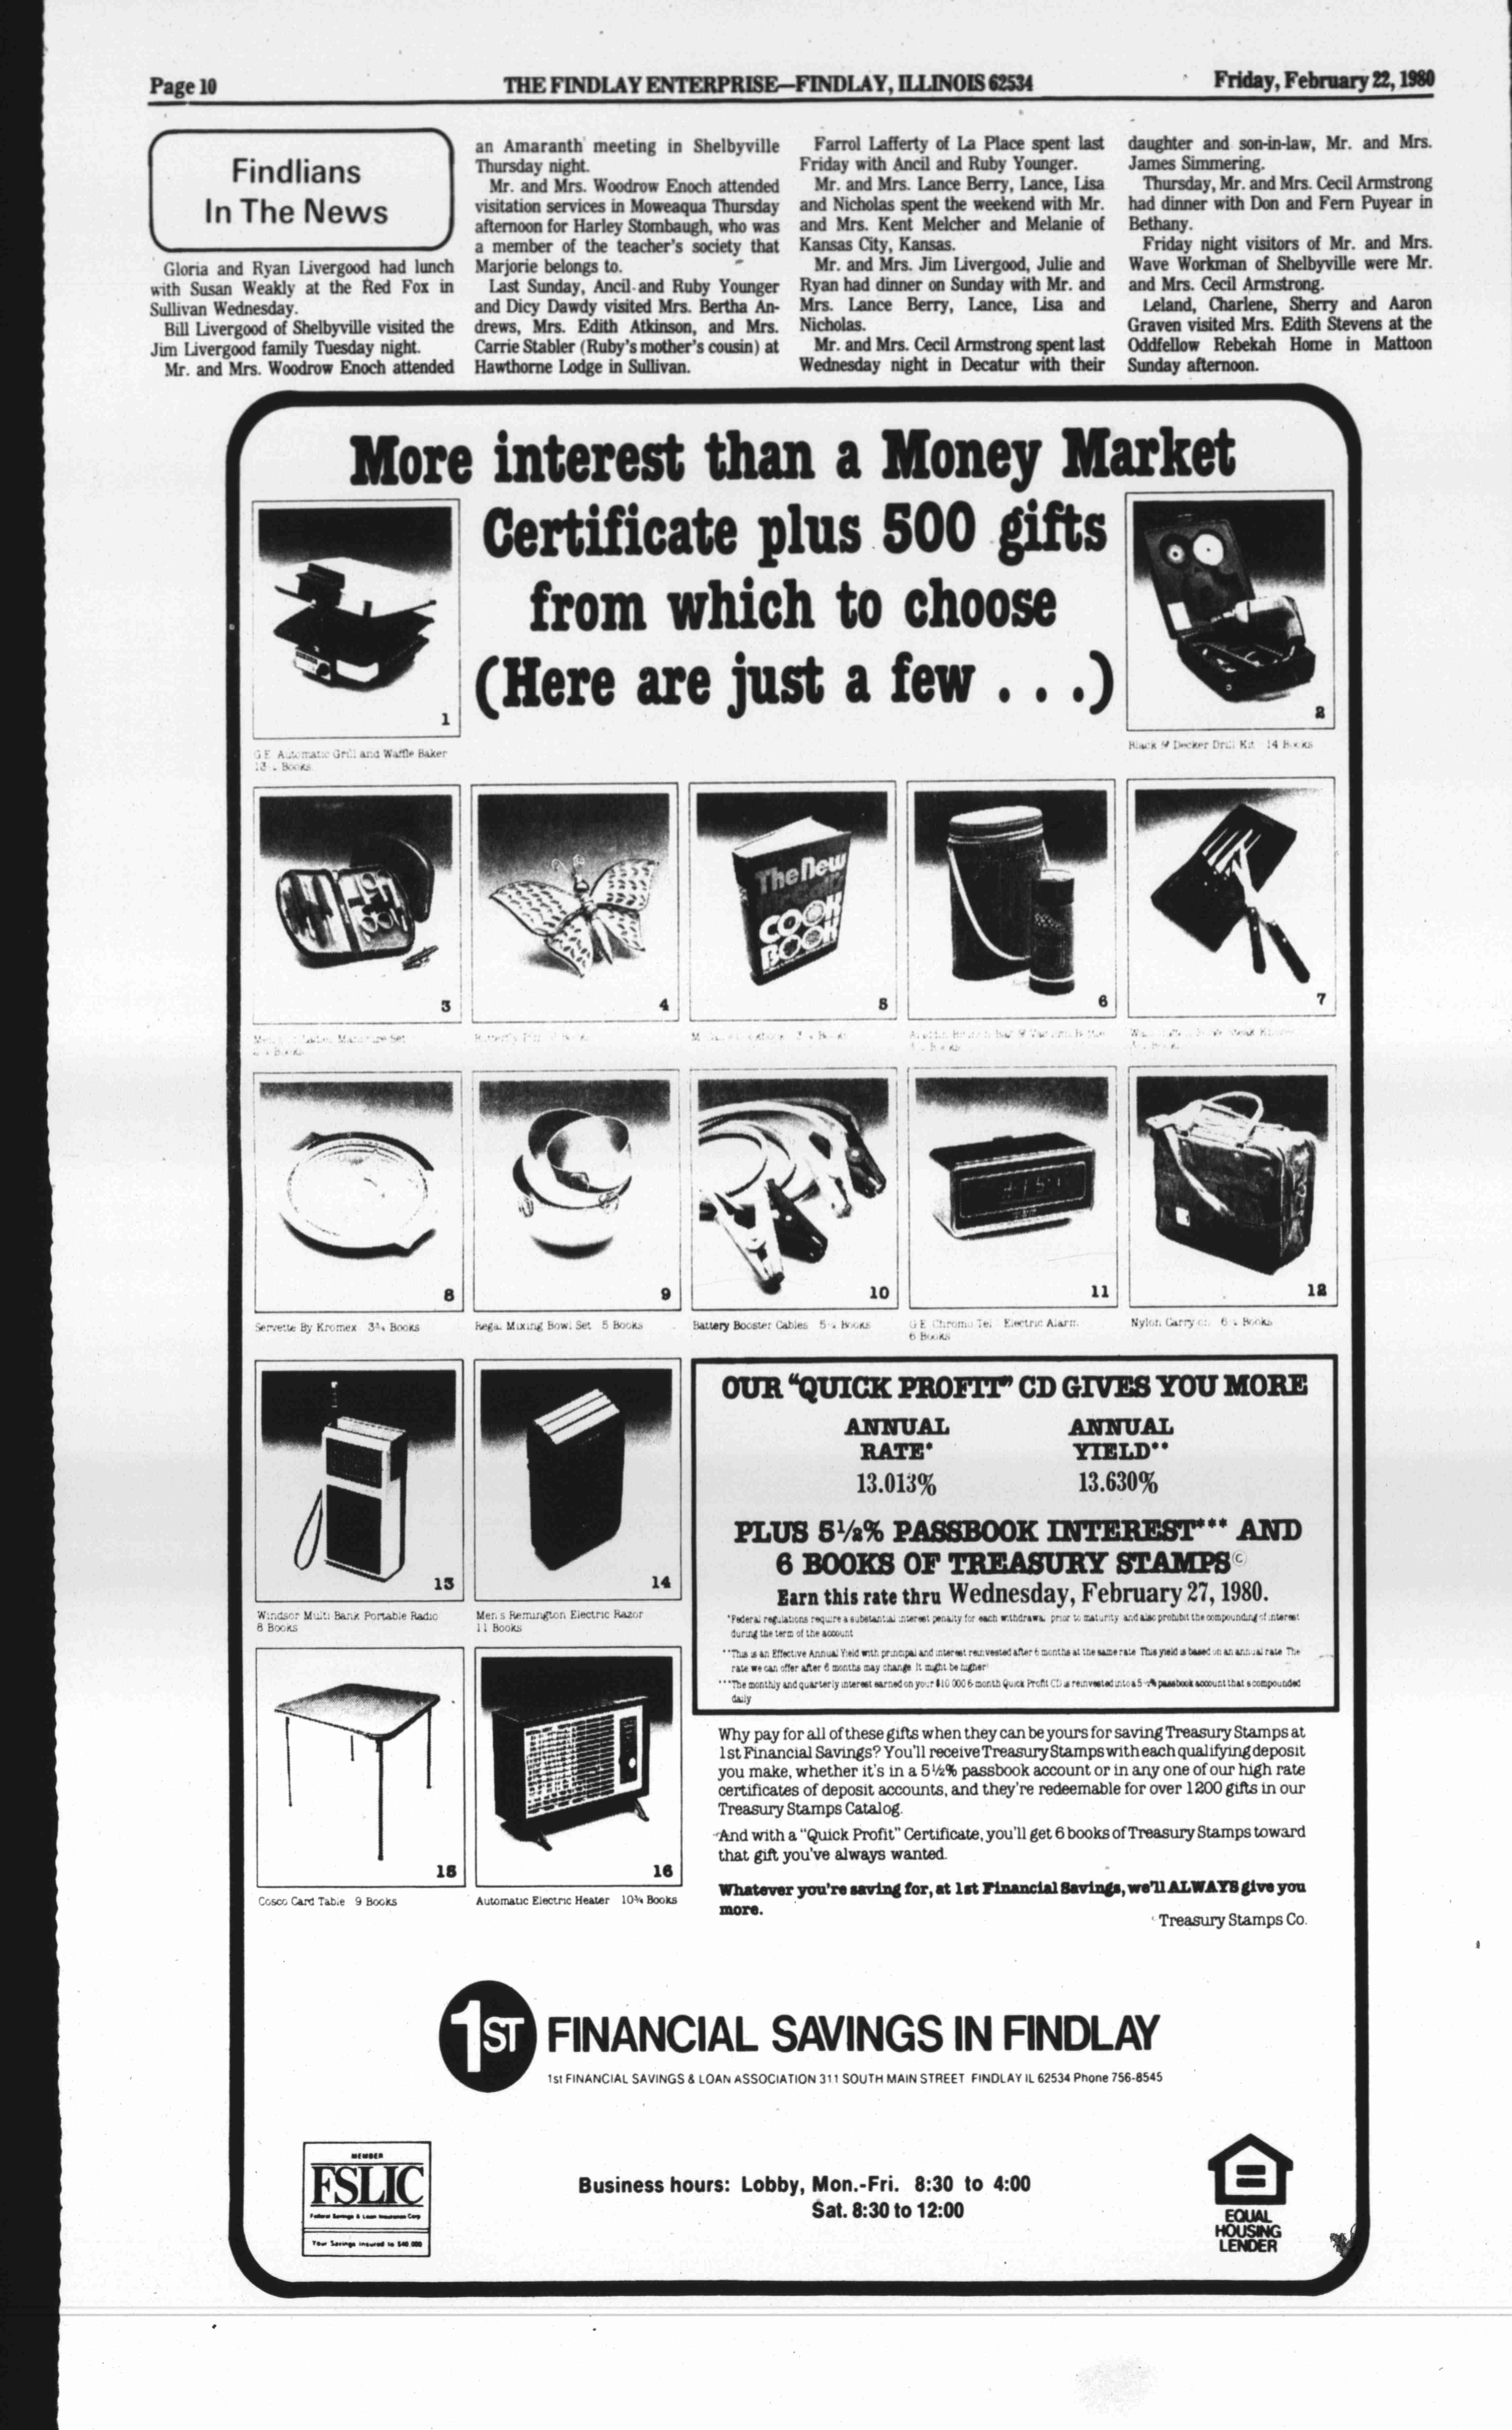 Page 10
THE FINDLAY ENTERPRISE—FINDLAY, ILLINOIS 62534
Friday, February 22, 1980
Findlians
In The News
Gloria and Ryan Livergood had lunch
with Susan Weakly at the Red Fox in
Sullivan Wednesday.
Bill Livergood of Shelbyville visited the
Jim Livergood family Tuesday night.
Mr. and Mrs. Woodrow Enoch attended
an Amaranth meeting in Shelbyville
Thursday night.
Mr. and Mrs. Woodrow Enoch attended
visitation services in Moweaqua Thursday
afternoon for Harley Stombaugh, who was
a member of the teacher's society that
Marjorie belongs to.
Last Sunday, Ancil and Ruby Younger
and Dicy Dawdy visited Mrs. Bertha An-
drews, Mrs. Edith Atkinson, and Mrs.
Carrie Stabler (Ruby's mother's cousin) at
Hawthorne Lodge in Sullivan.
Farrol Lafferty of La Place spent last
Friday with Ancil and Ruby Younger.
Mr. and Mrs. Lance Berry, Lance, Lisa
and Nicholas spent the weekend with Mr.
and Mrs. Kent Melcher and Melanie of
Kansas City, Kansas.
Mr. and Mrs. Jim Livergood, Julie and
Ryan had dinner on Sunday with Mr. and
Mrs. Lance Berry, Lance, Lisa and
Nicholas.
Mr. and Mrs. Cecil Armstrong spent last
Wednesday night in Decatur with their
daughter and son-in-law, Mr. and Mrs.
James Simmering.
Thursday, Mr. and Mrs. Cecil Armstrong
had dinner with Don and Fern Puyear in
Bethany.
Friday night visitors of Mr. and Mrs.
Wave Workman of Shelbyville were Mr.
and Mrs. Cecil Armstrong.
Leland, Charlene, Sherry and Aaron
Graven visited Mrs. Edith Stevens at the
Oddfellow Rebekah Home in Mattoon
Sunday afternoon.
More interest than a Money Market
Certificate plus 500 gifts
from which to choose
(Here are just a few . . .)
1
G E Automatic Grill and Waffle Baker
Books
2
Black & Decker Drill Kit 14 Books
The New
COOK
BOOK
3
4
5
6
7
Ladies Manicure Set
Books
Butterfly
8
9
10
11
12
Servette By Kromex 3¾ Books
Regal Mixing Bowl Set 5 Books
Battery Booster Cables Books
G E Chroma Tel Electric Alarm
6 Books
Nylon Carry on Books
13
14
Windsor Multi Bank Portable Radio
8 Books
Men's Remington Electric Razor
11 Books
15
16
Cosco Card Table 9 Books
Automatic Electric Heater 10¾ Books
OUR "QUICK PROFIT" CD GIVES YOU MORE
ANNUAL RATE*
ANNUAL YIELD**
13.013%
13.630%
PLUS 5½% PASSBOOK INTEREST*** AND
6 BOOKS OF TREASURY STAMPS©
Earn this rate thru Wednesday, February 27, 1980.
*Federal regulations require a substantial interest penalty for each withdrawal prior to maturity and also prohibit the compounding of interest
during the term of the account
**This is an Effective Annual Yield with principal and interest reinvested after 6 months at the same rate This yield is based on an annual rate The
rate we can offer after 6 months may change It might be higher
***The monthly and quarterly interest earned on your $10 000 6 month Quick Profit CD is reinvested into a 5½% passbook account that s compounded
daily
Why pay for all of these gifts when they can be yours for saving Treasury Stamps at
1st Financial Savings? You'll receive Treasury Stamps with each qualifying deposit
you make, whether it's in a 5½% passbook account or in any one of our high rate
certificates of deposit accounts, and they're redeemable for over 1200 gifts in our
Treasury Stamps Catalog.
And with a "Quick Profit" Certificate, you'll get 6 books of Treasury Stamps toward
that gift you've always wanted.
Whatever you're saving for, at 1st Financial Savings, we'll ALWAYS give you
more.
Treasury Stamps Co.
1ST FINANCIAL SAVINGS IN FINDLAY
1st FINANCIAL SAVINGS & LOAN ASSOCIATION 311 SOUTH MAIN STREET FINDLAY IL 62534 Phone 756-8545
MEMBER
FSLIC
Federal Savings & Loan Insurance Corp
Your Savings Insured to $40,000
Business hours: Lobby, Mon.-Fri. 8:30 to 4:00
Sat. 8:30 to 12:00
EQUAL
HOUSING
LENDER